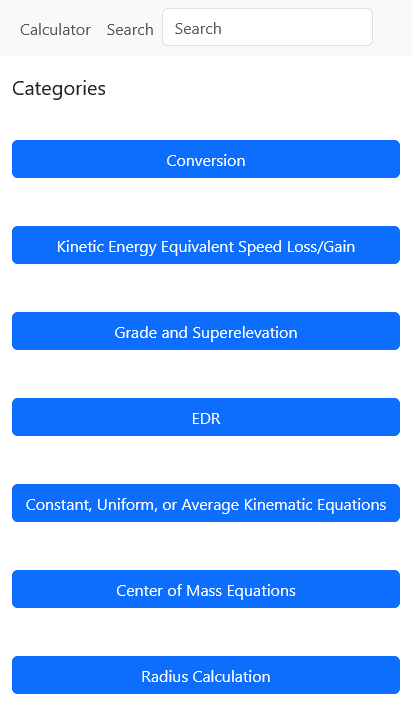 Calculator Search Search
Categories
Conversion
Kinetic Energy Equivalent Speed Loss/Gain
Grade and Superelevation
EDR
Constant, Uniform, or Average Kinematic Equations
Center of Mass Equations
Radius Calculation